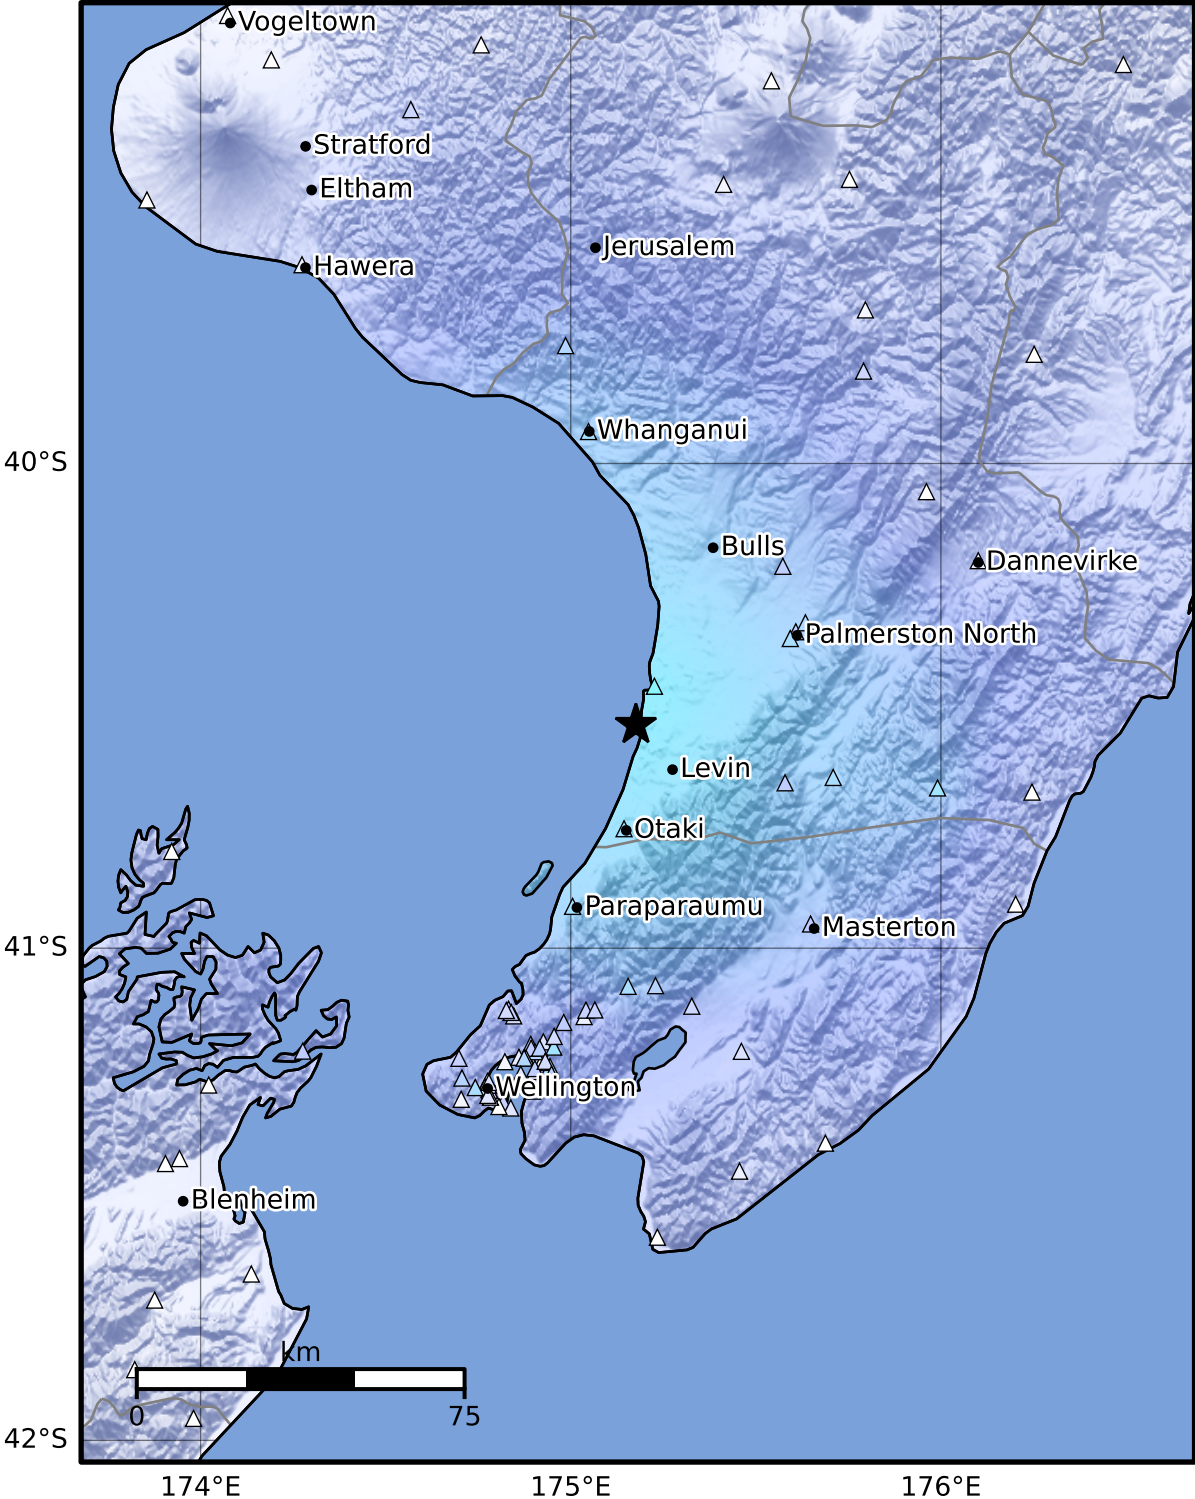 Vogeltown
Stratford
Eltham
Jerusalem
Hawera
Whanganui
40°S
Bulls
Dannevirke
Palmerston North
Levin
Otaki
Paraparaumu
Masterton
41°S
Wellington
Blenheim
km
0 75
42°S
174°E 175°E 176°E